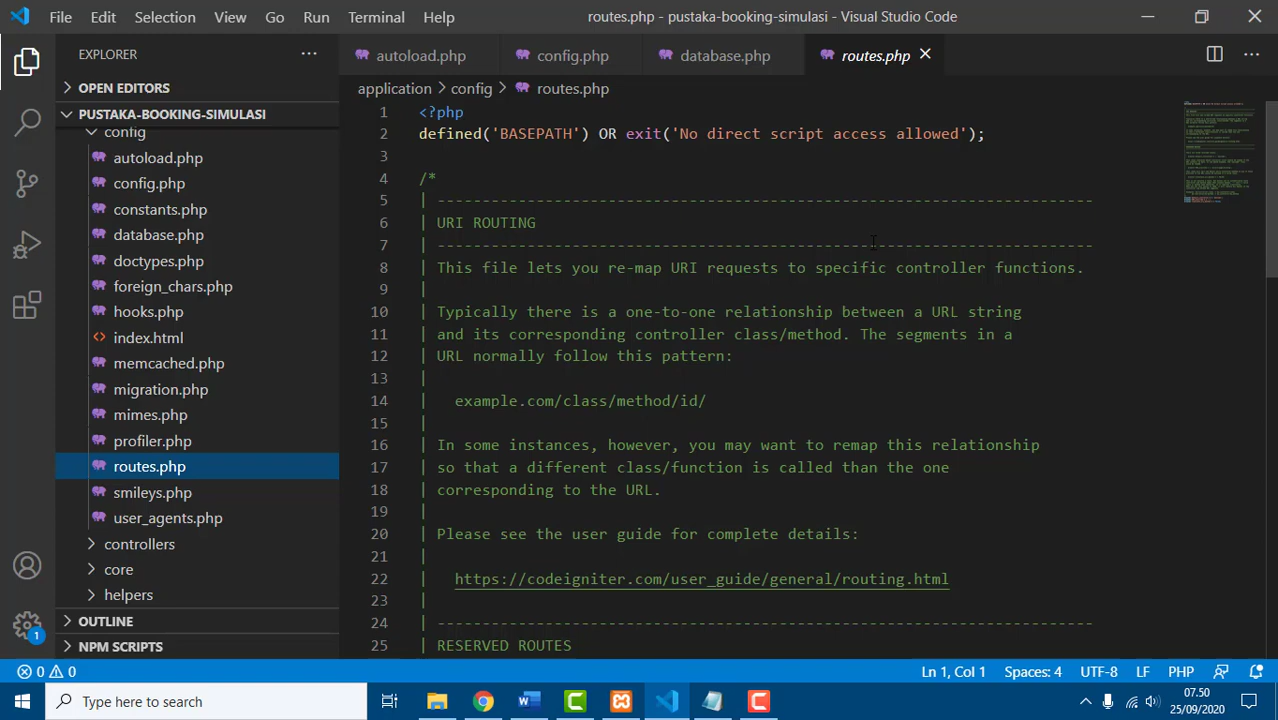 File Edit Selection View Go Run Terminal Help routes.php - pustaka-booking-simulasi - Visual Studio Code
EXPLORER
OPEN EDITORS
PUSTAKA-BOOKING-SIMULASI
config
autoload.php
config.php
constants.php
database.php
doctypes.php
foreign_chars.php
hooks.php
index.html
memcached.php
migration.php
mimes.php
profiler.php
routes.php
smileys.php
user_agents.php
controllers
core
helpers
OUTLINE
NPM SCRIPTS
1
autoload.php config.php database.php routes.php
application > config > routes.php
1 <?php
2 defined('BASEPATH') OR exit('No direct script access allowed');
3
4 /*
5 | -------------------------------------------------------------------------
6 | URI ROUTING
7 | -------------------------------------------------------------------------
8 | This file lets you re-map URI requests to specific controller functions.
9 |
10 | Typically there is a one-to-one relationship between a URL string
11 | and its corresponding controller class/method. The segments in a
12 | URL normally follow this pattern:
13 |
14 | example.com/class/method/id/
15 |
16 | In some instances, however, you may want to remap this relationship
17 | so that a different class/function is called than the one
18 | corresponding to the URL.
19 |
20 | Please see the user guide for complete details:
21 |
22 | https://codeigniter.com/user_guide/general/routing.html
23 |
24 | -------------------------------------------------------------------------
25 | RESERVED ROUTES
0 0 Ln 1, Col 1 Spaces: 4 UTF-8 LF PHP
Type here to search
07.50
25/09/2020